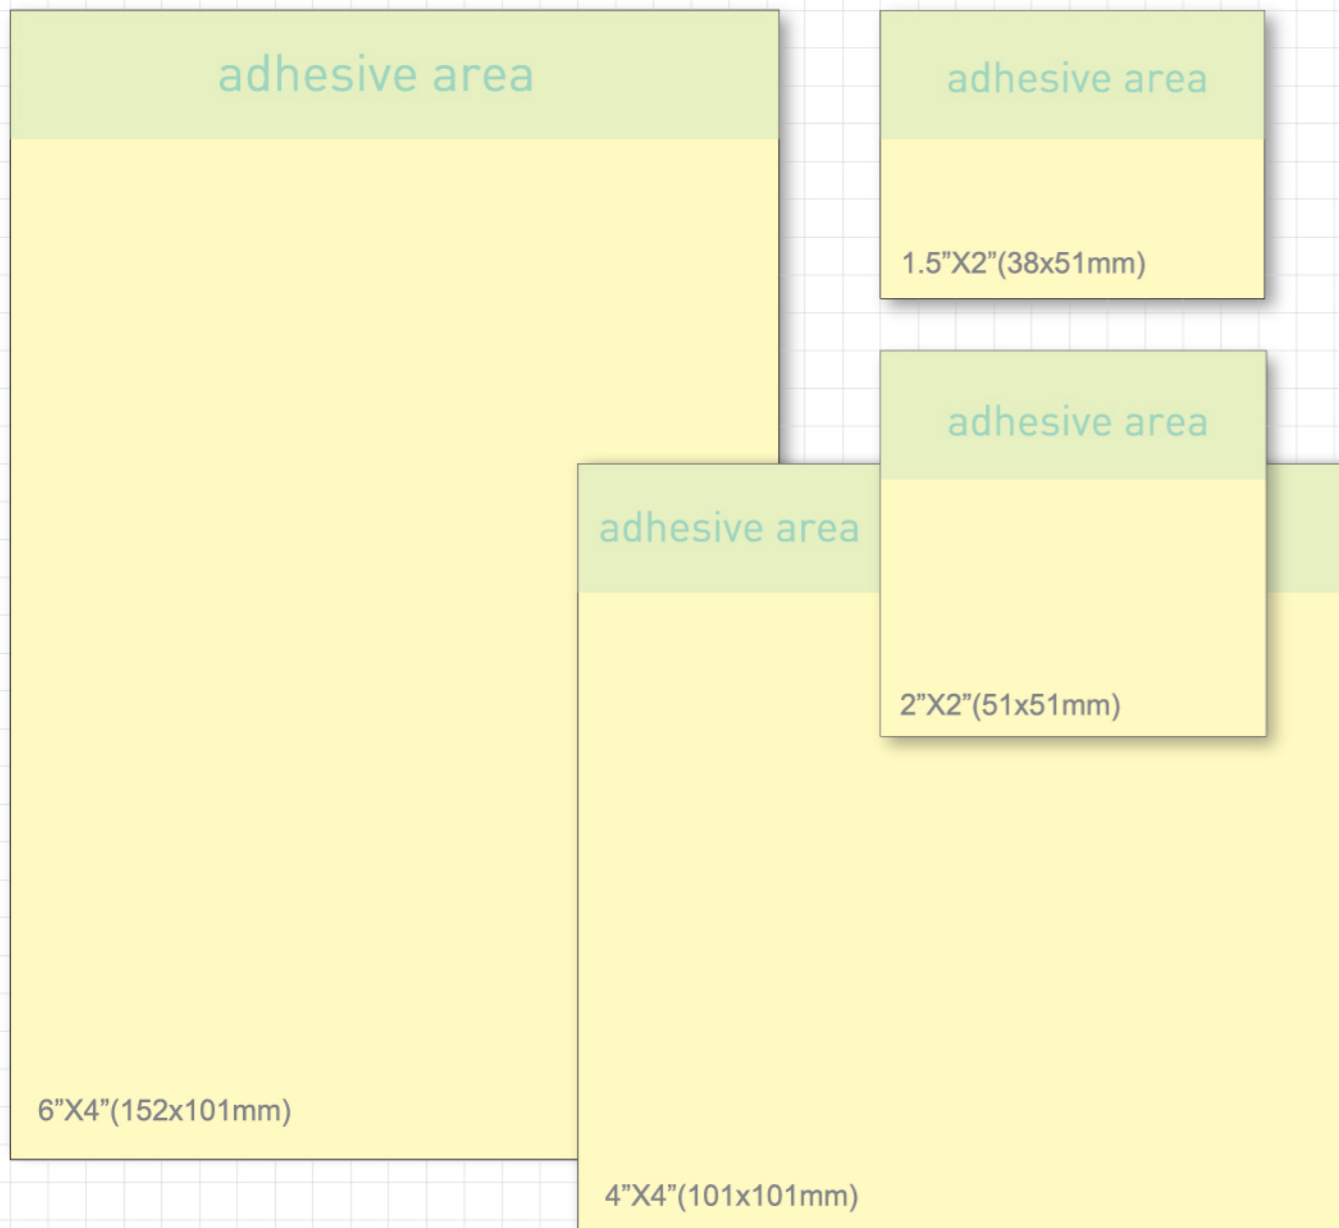 adhesive area
adhesive area
1.5”X2”(38x51mm)
adhesive area
adhesive area
2”X2”(51x51mm)
6”X4”(152x101mm)
4”X4”(101x101mm)